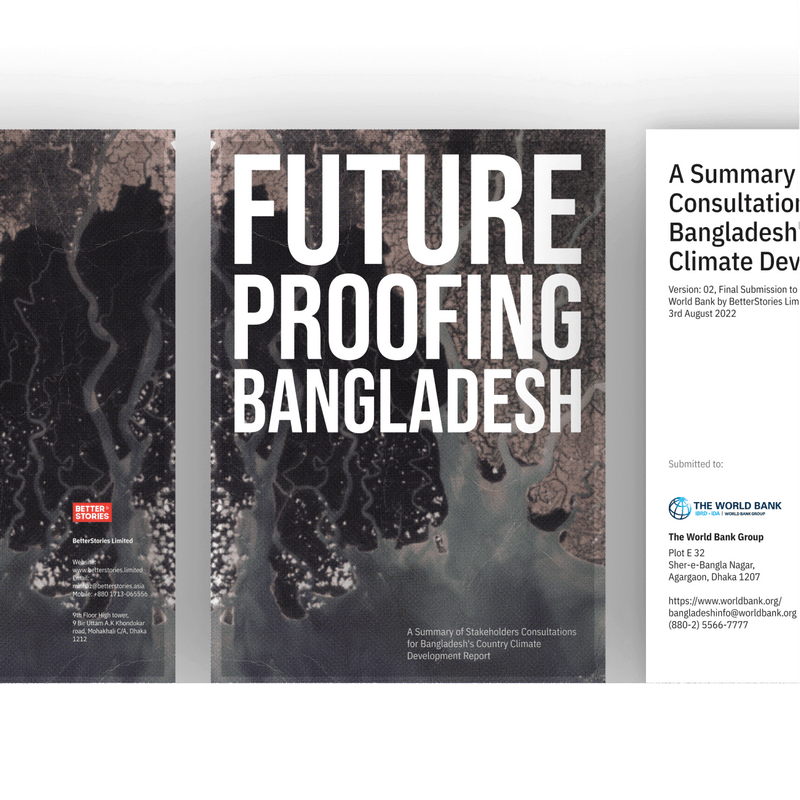 BETTER
STORIES
BetterStories Limited
Website:
www.betterstories.limited
Email:
minhaz@betterstories.asia
Mobile: +880 1713-065556
9th Floor High tower,
9 Bir Uttam A.K Khondokar
road, Mohakhali C/A, Dhaka
1212
FUTURE
PROOFING
BANGLADESH
A Summary of Stakeholders Consultations
for Bangladesh's Country Climate
Development Report
A Summary
Consultation
Bangladesh'
Climate Dev
Version: 02, Final Submission to
World Bank by BetterStories Lim
3rd August 2022
Submitted to:
THE WORLD BANK
IBRD • IDA | WORLD BANK GROUP
The World Bank Group
Plot E 32
Sher-e-Bangla Nagar,
Agargaon, Dhaka 1207
https://www.worldbank.org/
bangladeshinfo@worldbank.org
(880-2) 5566-7777